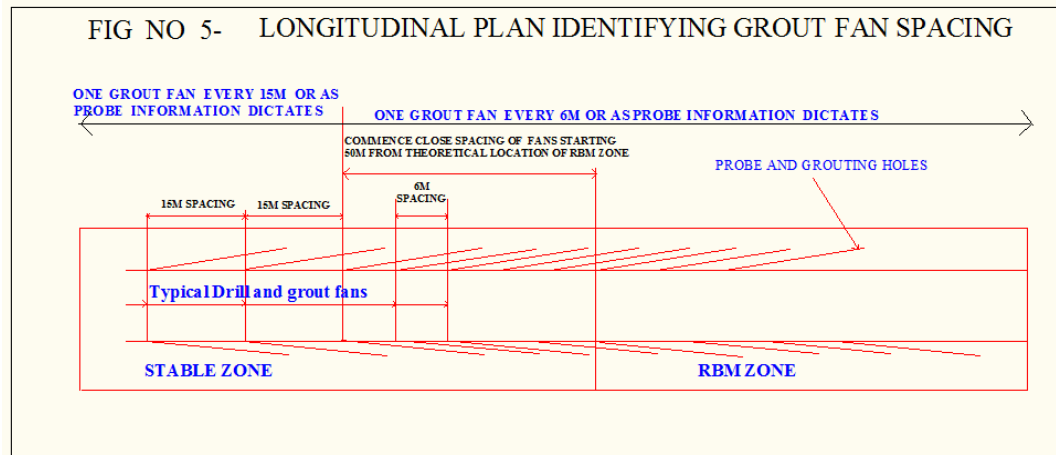 FIG NO 5- LONGITUDINAL PLAN IDENTIFYING GROUT FAN SPACING
ONE GROUT FAN EVERY 15M OR AS
PROBE INFORMATION DICTATES
ONE GROUT FAN EVERY 6M OR AS PROBE INFORMATION DICTATES
COMMENCE CLOSE SPACING OF FANS STARTING
50M FROM THEORETICAL LOCATION OF RBM ZONE
PROBE AND GROUTING HOLES
6M
SPACING
15M SPACING
15M SPACING
Typical Drill and grout fans
STABLE ZONE
RBM ZONE